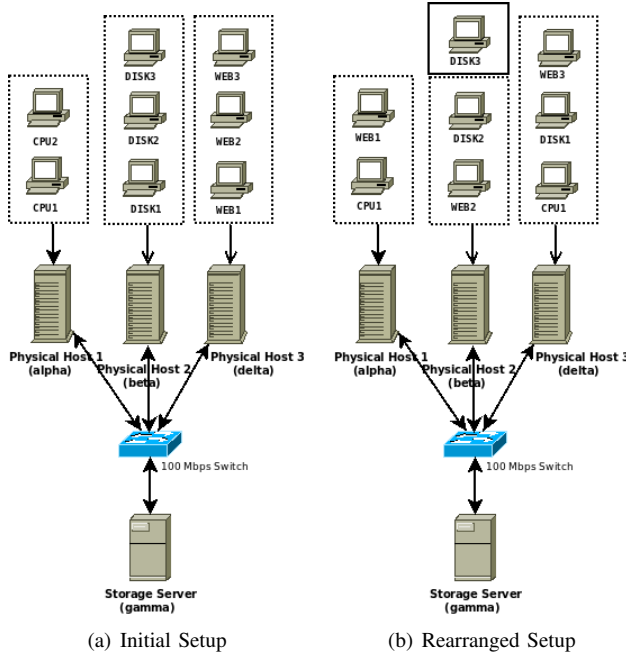 DISK3
WEB3
CPU2
DISK2
WEB2
CPU1
DISK1
WEB1
Physical Host 1
(alpha)
Physical Host 2
(beta)
Physical Host 3
(delta)
100 Mbps Switch
Storage Server
(gamma)
(a) Initial Setup
DISK3
WEB3
WEB1
DISK2
DISK1
CPU1
WEB2
CPU1
Physical Host 1
(alpha)
Physical Host 2
(beta)
Physical Host 3
(delta)
100 Mbps Switch
Storage Server
(gamma)
(b) Rearranged Setup